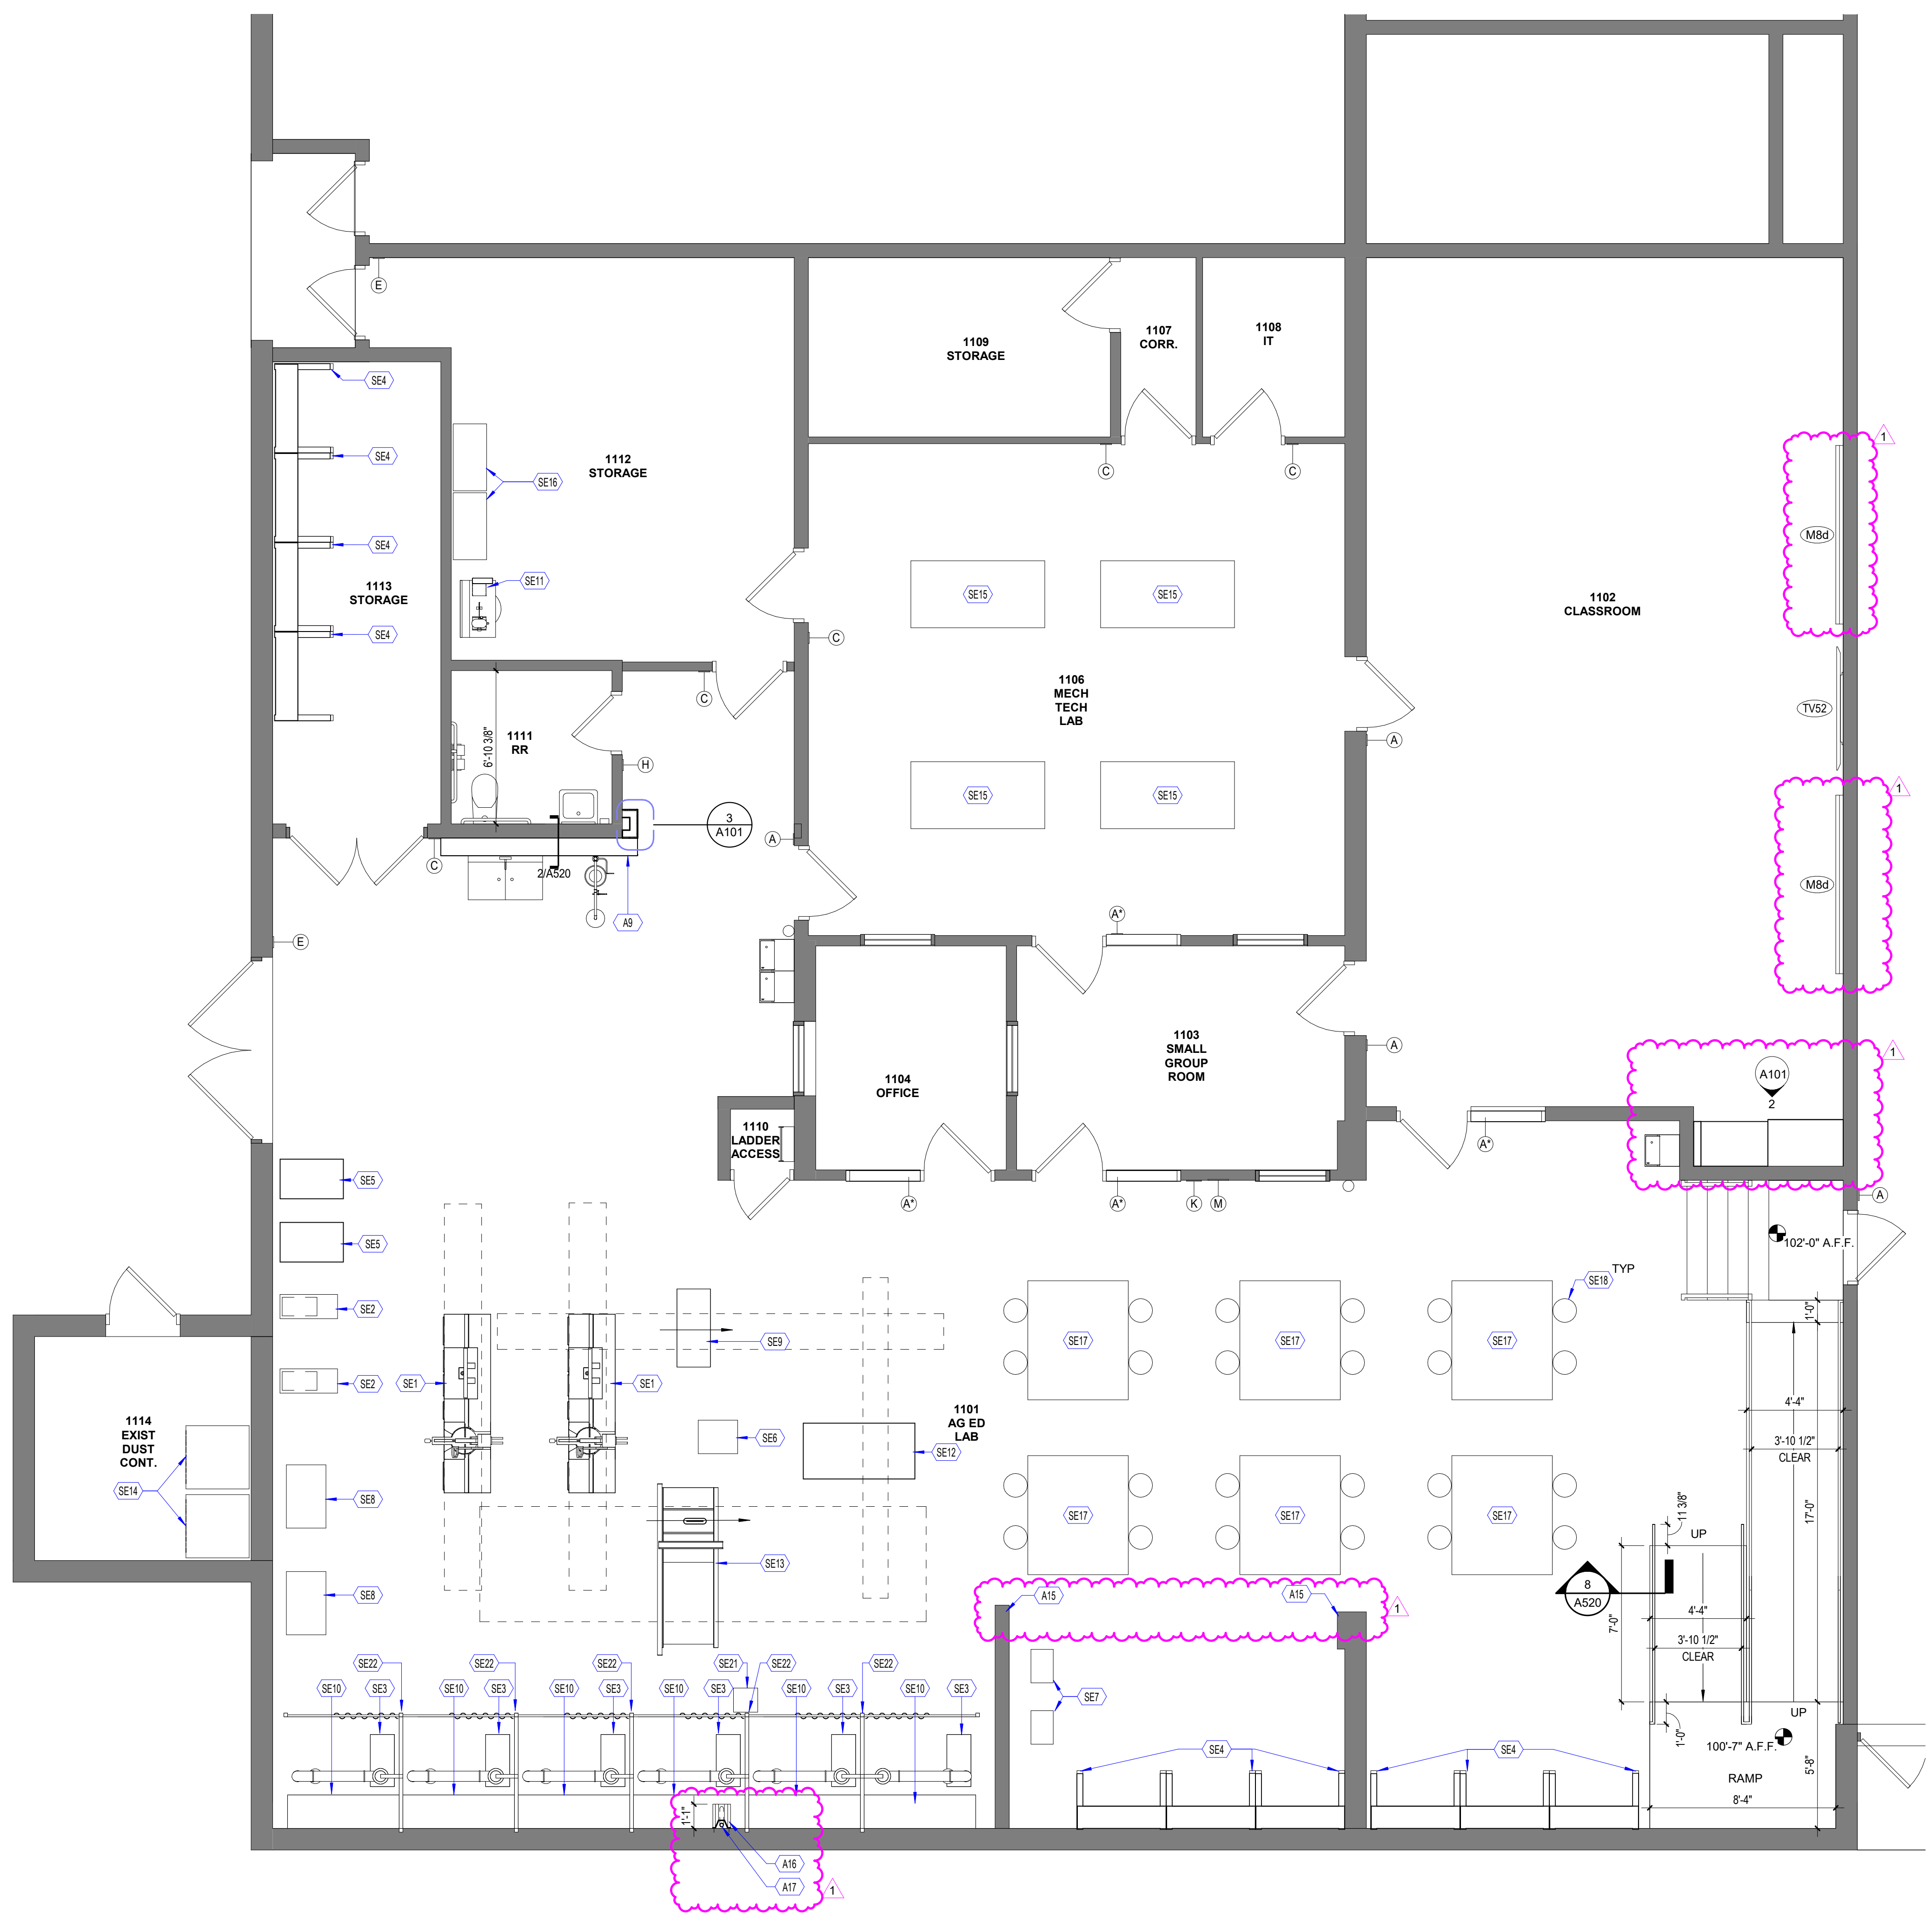 E
1109
STORAGE
1107
CORR.
1108
IT
SE4
1
SE4
1112
STORAGE
C
C
SE16
M8d
SE4
1113
STORAGE
SE11
SE15
SE15
1102
CLASSROOM
SE4
C
C
1106
MECH
TECH
LAB
TV52
6'-10 3/8"
1111
RR
A
H
SE15
SE15
1
3
A101
A
C
2/A520
M8d
A9
A*
E
1103
SMALL
GROUP
ROOM
A
1
1104
OFFICE
A101
2
1110
LADDER
ACCESS
A*
SE5
A*
A*
K
M
A
SE5
102'-0" A.F.F.
SE18
TYP
SE2
1'-0"
SE9
SE17
SE17
SE17
SE2
SE1
SE1
4'-4"
1101
AG ED
LAB
1114
EXIST
DUST
CONT.
SE6
SE12
3'-10 1/2"
CLEAR
SE14
SE8
11 3/8"
17'-0"
SE17
SE17
SE17
UP
SE13
8
A520
SE8
A15
A15
1
4'-4"
7'-0"
3'-10 1/2"
CLEAR
SE22
SE22
SE22
SE21
SE22
SE22
SE10
SE3
SE10
SE3
SE10
SE3
SE10
SE3
SE10
SE3
SE10
SE3
SE7
UP
1'-0"
100'-7" A.F.F.
SE4
SE4
5'-8"
RAMP
8'-4"
1'-1"
A16
A17
1